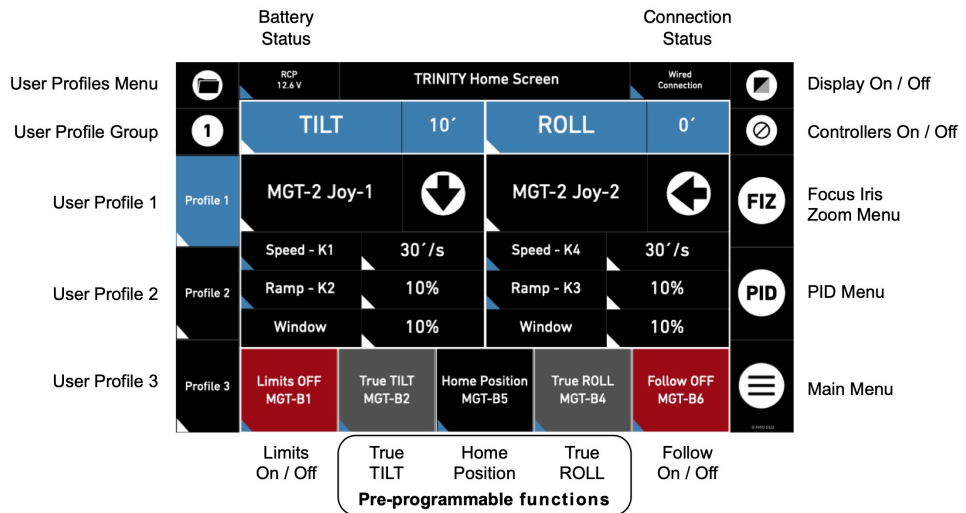 Battery
Status
Connection
Status
User Profiles Menu
RCP
12.6 V
TRINITY Home Screen
Wired
Connection
Display On / Off
User Profile Group
1
TILT
10´
ROLL
0´
Controllers On / Off
User Profile 1
Profile 1
MGT-2 Joy-1
MGT-2 Joy-2
FIZ
Focus Iris
Zoom Menu
Speed - K1
30´/s
Speed - K4
30´/s
User Profile 2
Profile 2
Ramp - K2
10%
Ramp - K3
10%
PID
PID Menu
Window
10%
Window
10%
User Profile 3
Profile 3
Limits OFF
MGT-B1
True TILT
MGT-B2
Home Position
MGT-B5
True ROLL
MGT-B4
Follow OFF
MGT-B6
Main Menu
© ARRI 2022
Limits
On / Off
True
TILT
Home
Position
True
ROLL
Follow
On / Off
Pre-programmable functions